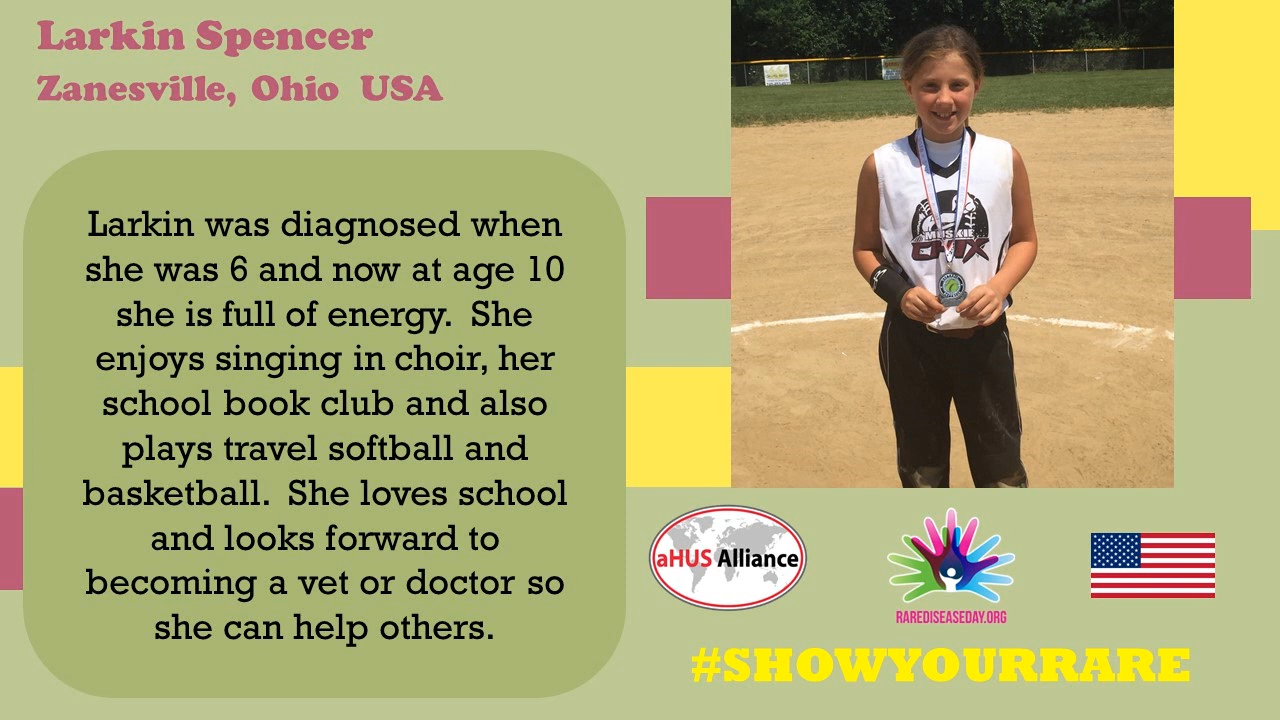 Larkin Spencer
Zanesville, Ohio USA
Larkin was diagnosed when
she was 6 and now at age 10
she is full of energy. She
enjoys singing in choir, her
school book club and also
plays travel softball and
basketball. She loves school
and looks forward to
becoming a vet or doctor so
she can help others.
MUSKIE
CHIX
aHUS Alliance
RAREDISEASEDAY.ORG
#SHOWYOURRARE